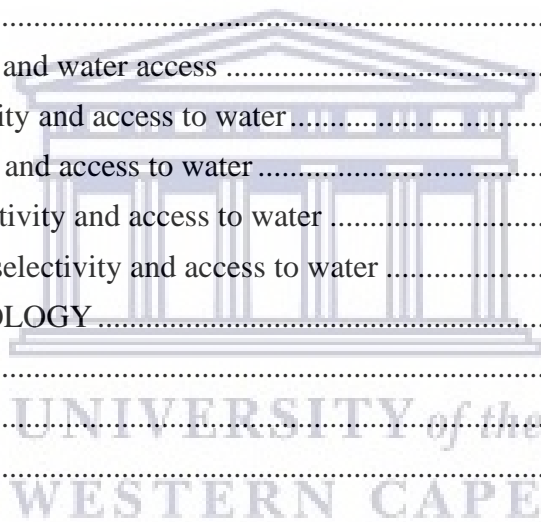 ....................................................................
and water access ........................................
ity and access to water................................
and access to water ....................................
tivity and access to water ..........................
selectivity and access to water ...................
OLOGY .........................................................
....................................................................
UNIVERSITY of the
....................................................................
....................................................................
WESTERN CAPE